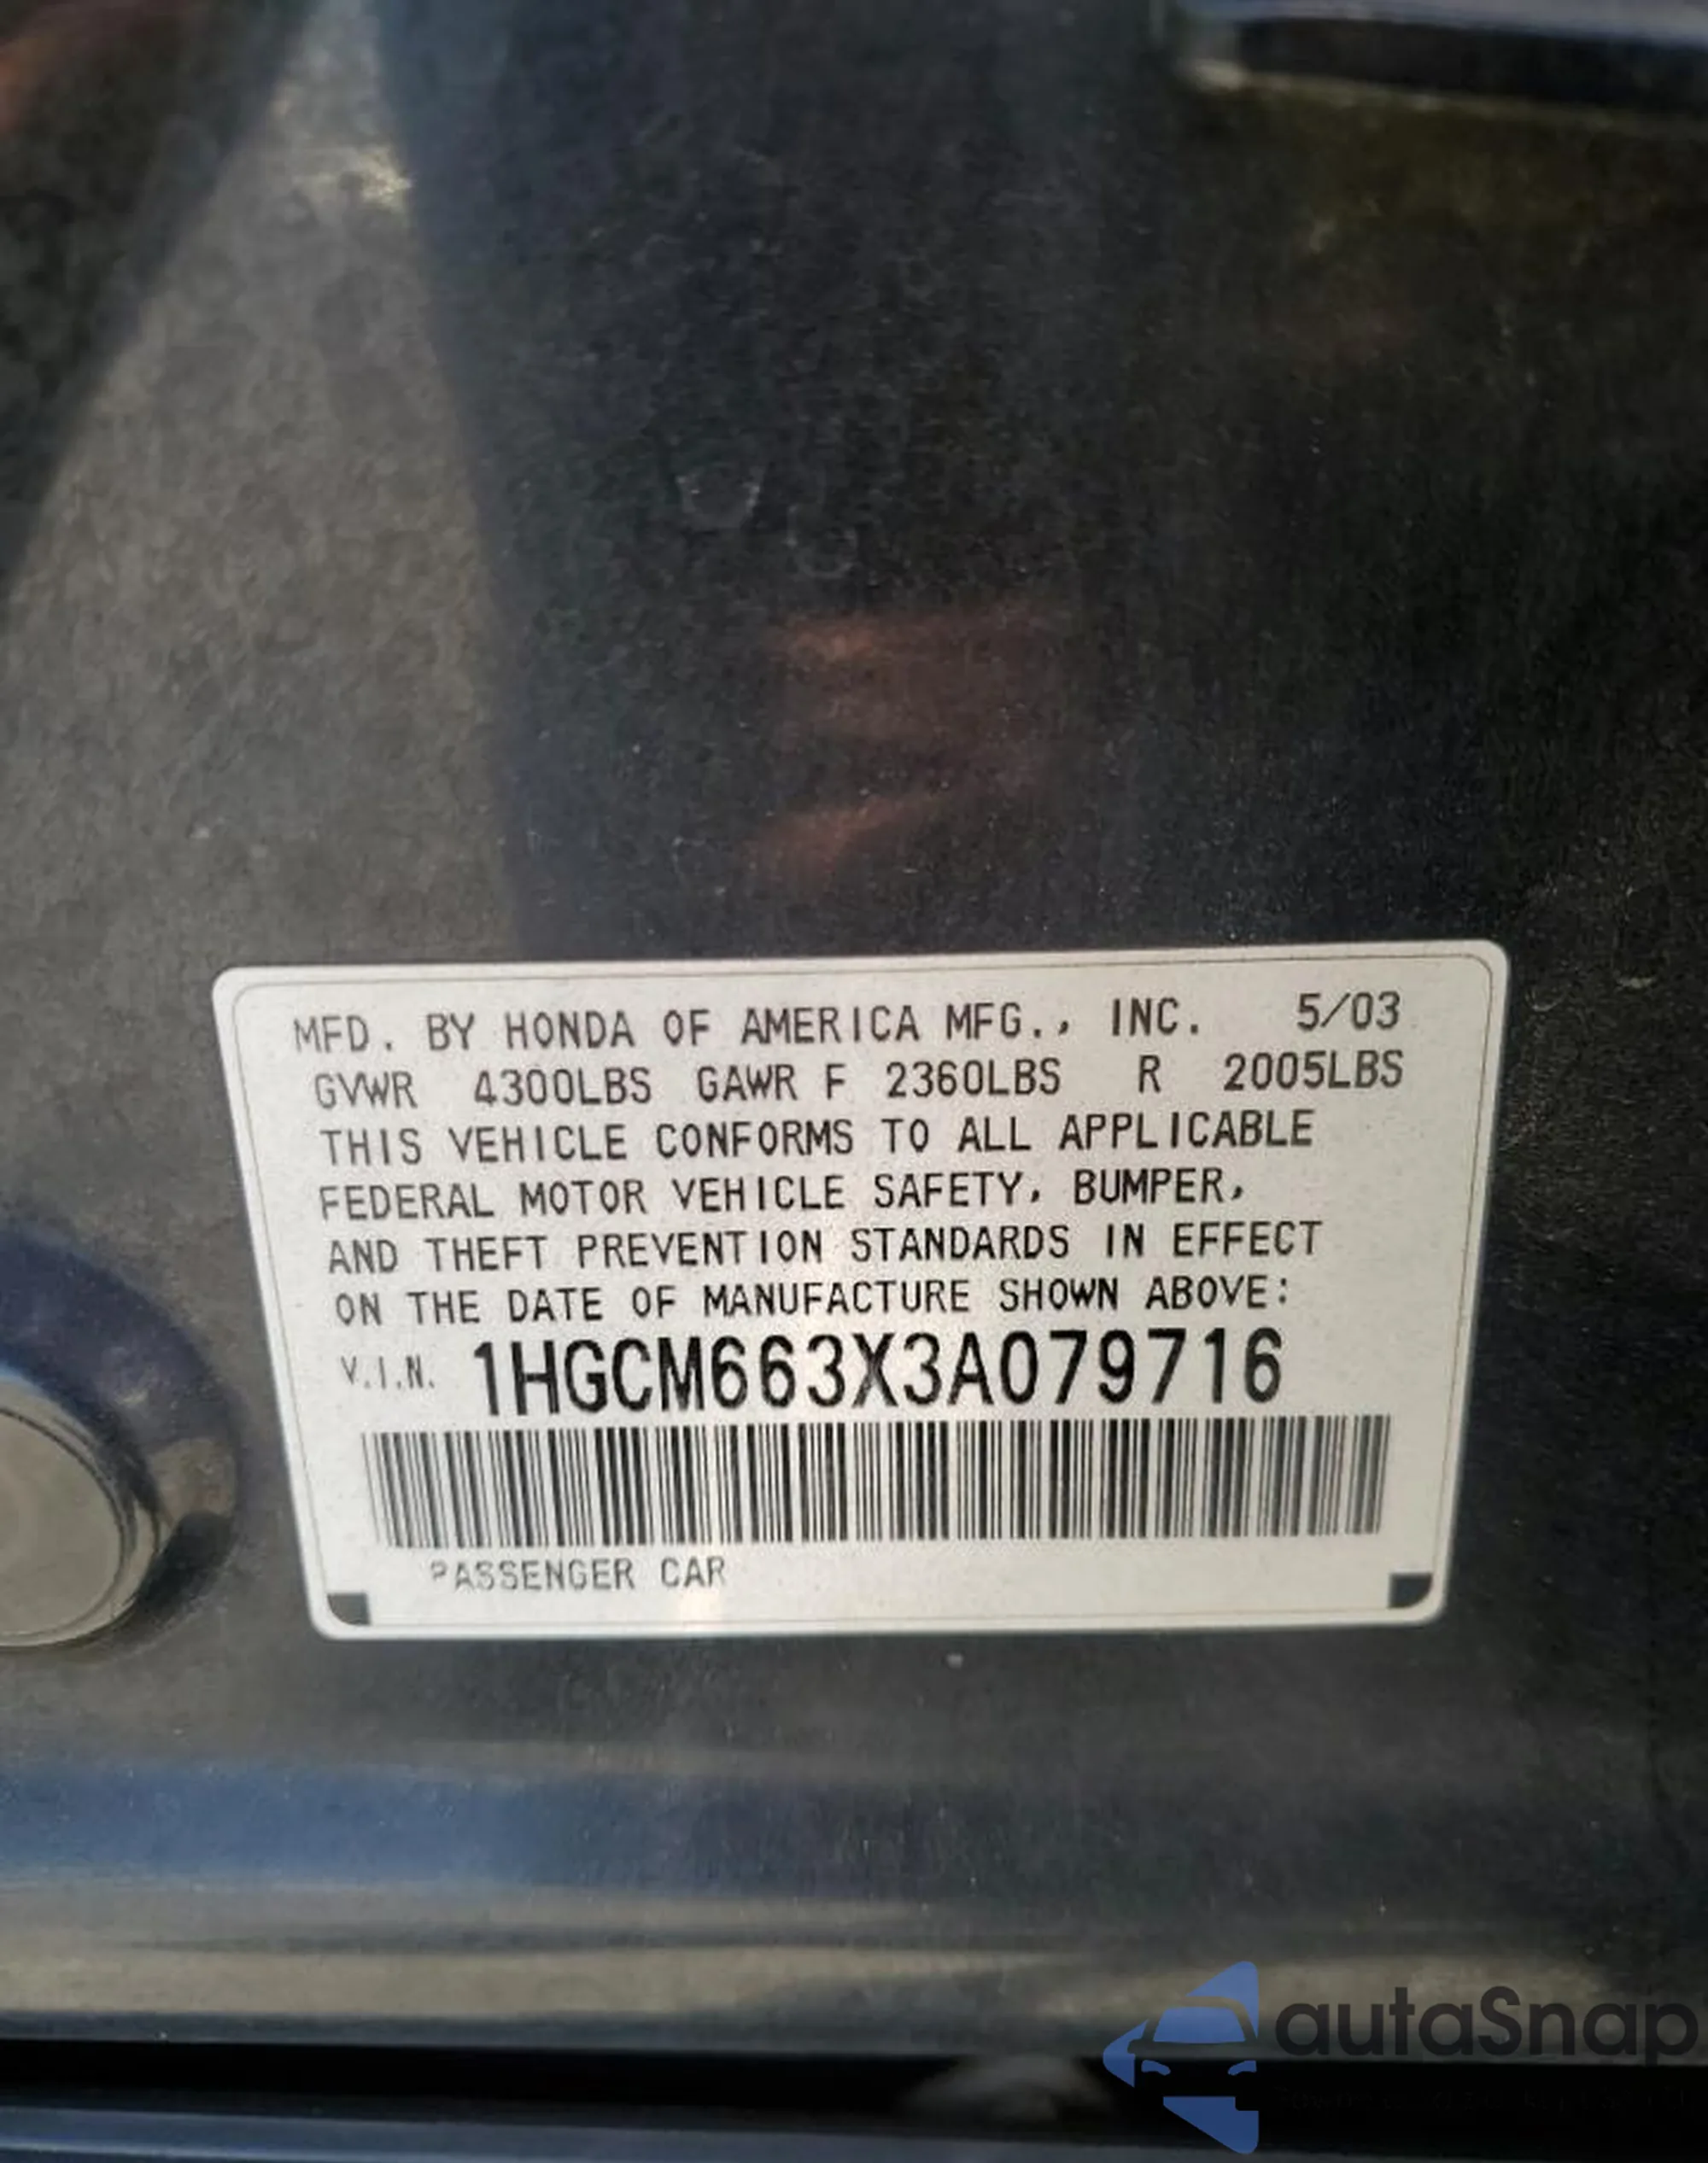 MFD. BY HONDA OF AMERICA MFG., INC. 5/03
GVWR 4300LBS GAWR F 2360LBS R 2005LBS
THIS VEHICLE CONFORMS TO ALL APPLICABLE
FEDERAL MOTOR VEHICLE SAFETY, BUMPER,
AND THEFT PREVENTION STANDARDS IN EFFECT
ON THE DATE OF MANUFACTURE SHOWN ABOVE:
V.I.N. 1HGCM663X3A079716
PASSENGER CAR
autaSnap